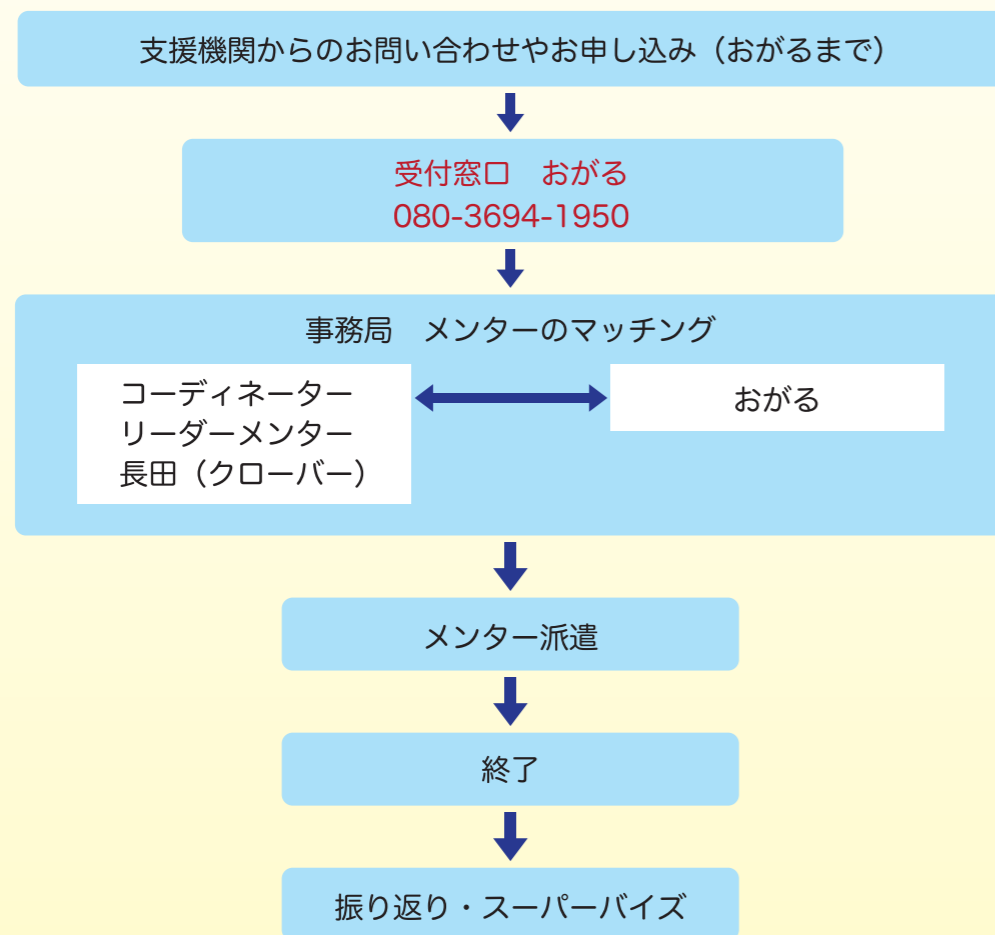 支援機関からのお問い合わせやお申し込み（おがるまで）
受付窓口　おがる
080-3694-1950
事務局　メンターのマッチング
コーディネーター
リーダーメンター
長田（クローバー）
おがる
メンター派遣
終了
振り返り・スーパーバイズ